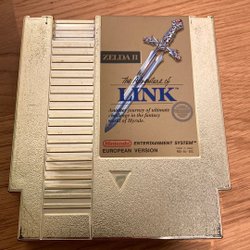 ZELDA II
The Adventure of
LINK
Another journey of ultimate
challenge in the fantasy
world of Hyrule.
Nintendo ENTERTAINMENT SYSTEM
EUROPEAN VERSION